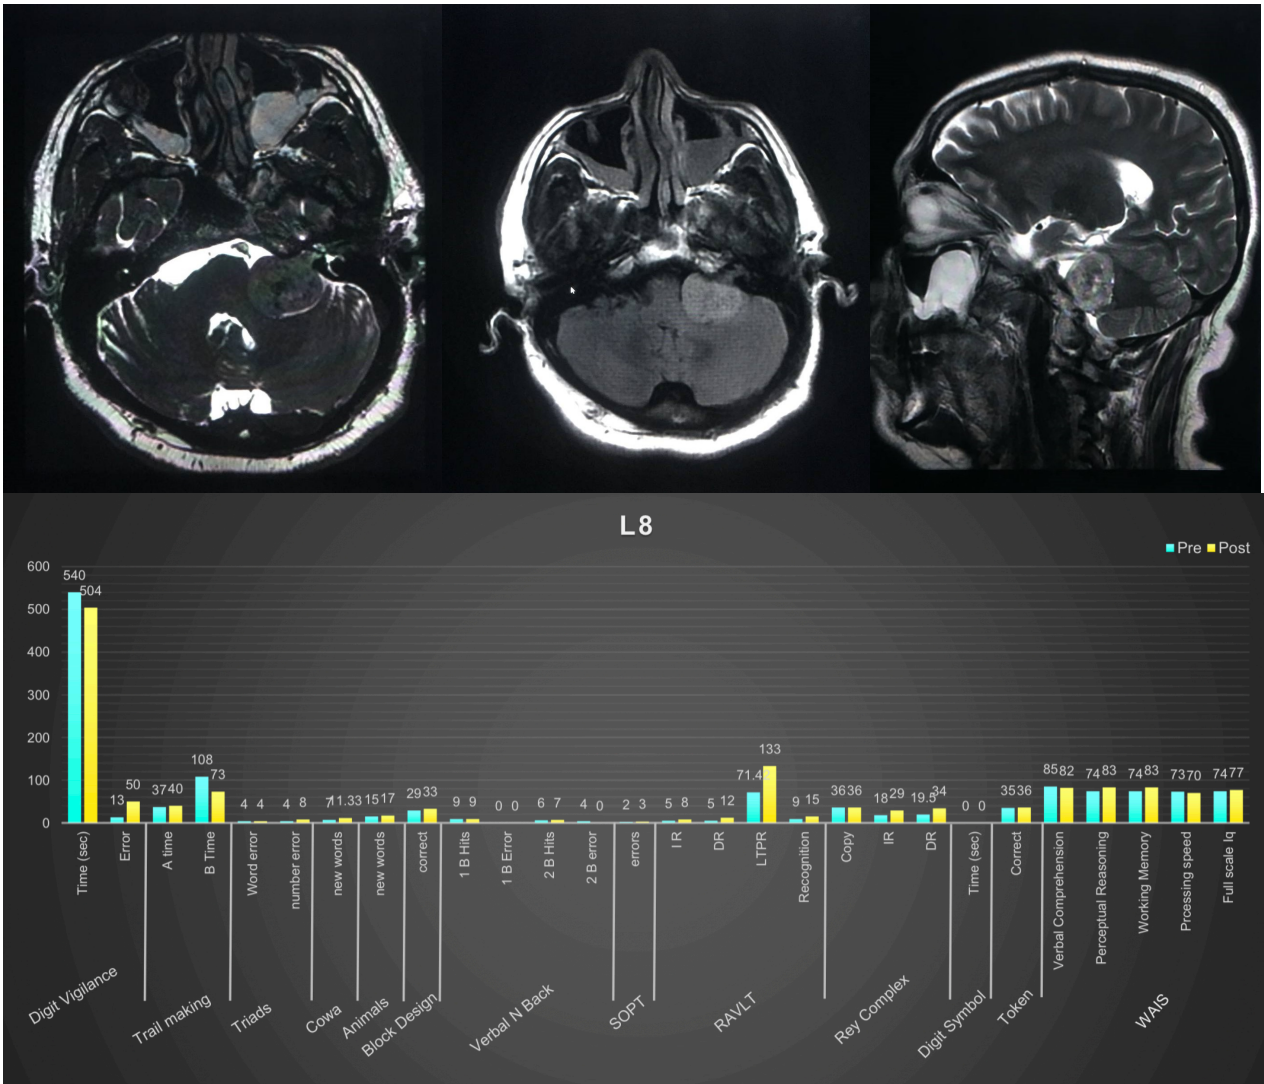 L8
Pre Post
600
500
400
300
200
100
0
540 504
13 50
37 40
108 73
4 4
4 8
7 11.33
15 17
29 33
9 9
0 0
6 7
4 0
2 3
5 8
5 12
71.42 133
9 15
36 36
18 29
19.5 34
0 0
35 36
85 82
74 83
74 83
73 70
74 77
Time (sec)
Error
A time
B Time
Word error
number error
new words
new words
correct
1 B Hits
1 B Error
2 B Hits
2 B error
errors
I R
DR
LTPR
Recognition
Copy
IR
DR
Time (sec)
Correct
Verbal Comprehension
Perceptual Reasoning
Working Memory
Prcessing speed
Full scale Iq
Digit Vigilance
Trail making
Triads
Cowa
Animals
Block Design
Verbal N Back
SOPT
RAVLT
Rey Complex
Digit Symbol
Token
WAIS